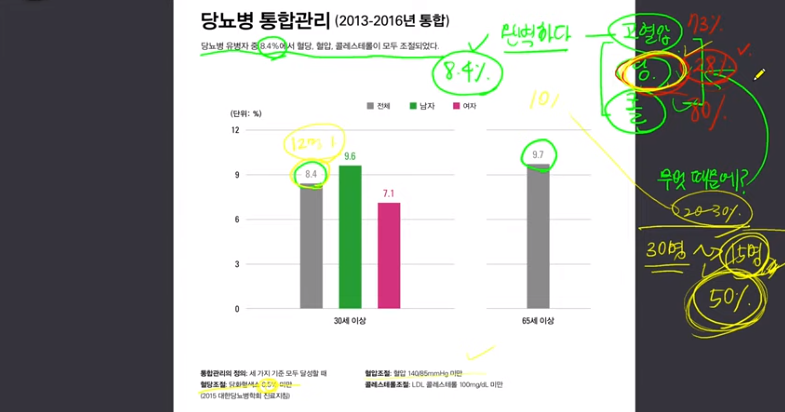 당뇨병 통합관리 (2013-2016년 통합)
당뇨병 유병자 중 8.4%에서 혈당, 혈압, 콜레스테롤이 모두 조절되었다.
8.4%
완벽하다
고혈압 73%
당 28%
콜 80%
10%
무엇 때문에?
20-30%
30명 ~> 15명
50%
(단위: %)
전체 남자 여자
12
9
6
3
0
12명 1
8.4
9.6
7.1
9.7
30세 이상
65세 이상
통합관리의 정의: 세 가지 기준 모두 달성할 때
혈당조절: 당화혈색소 6.5% 미만
(2015 대한당뇨병학회 진료지침)
혈압조절: 혈압 140/85mmHg 미만
콜레스테롤조절: LDL 콜레스테롤 100mg/dL 미만